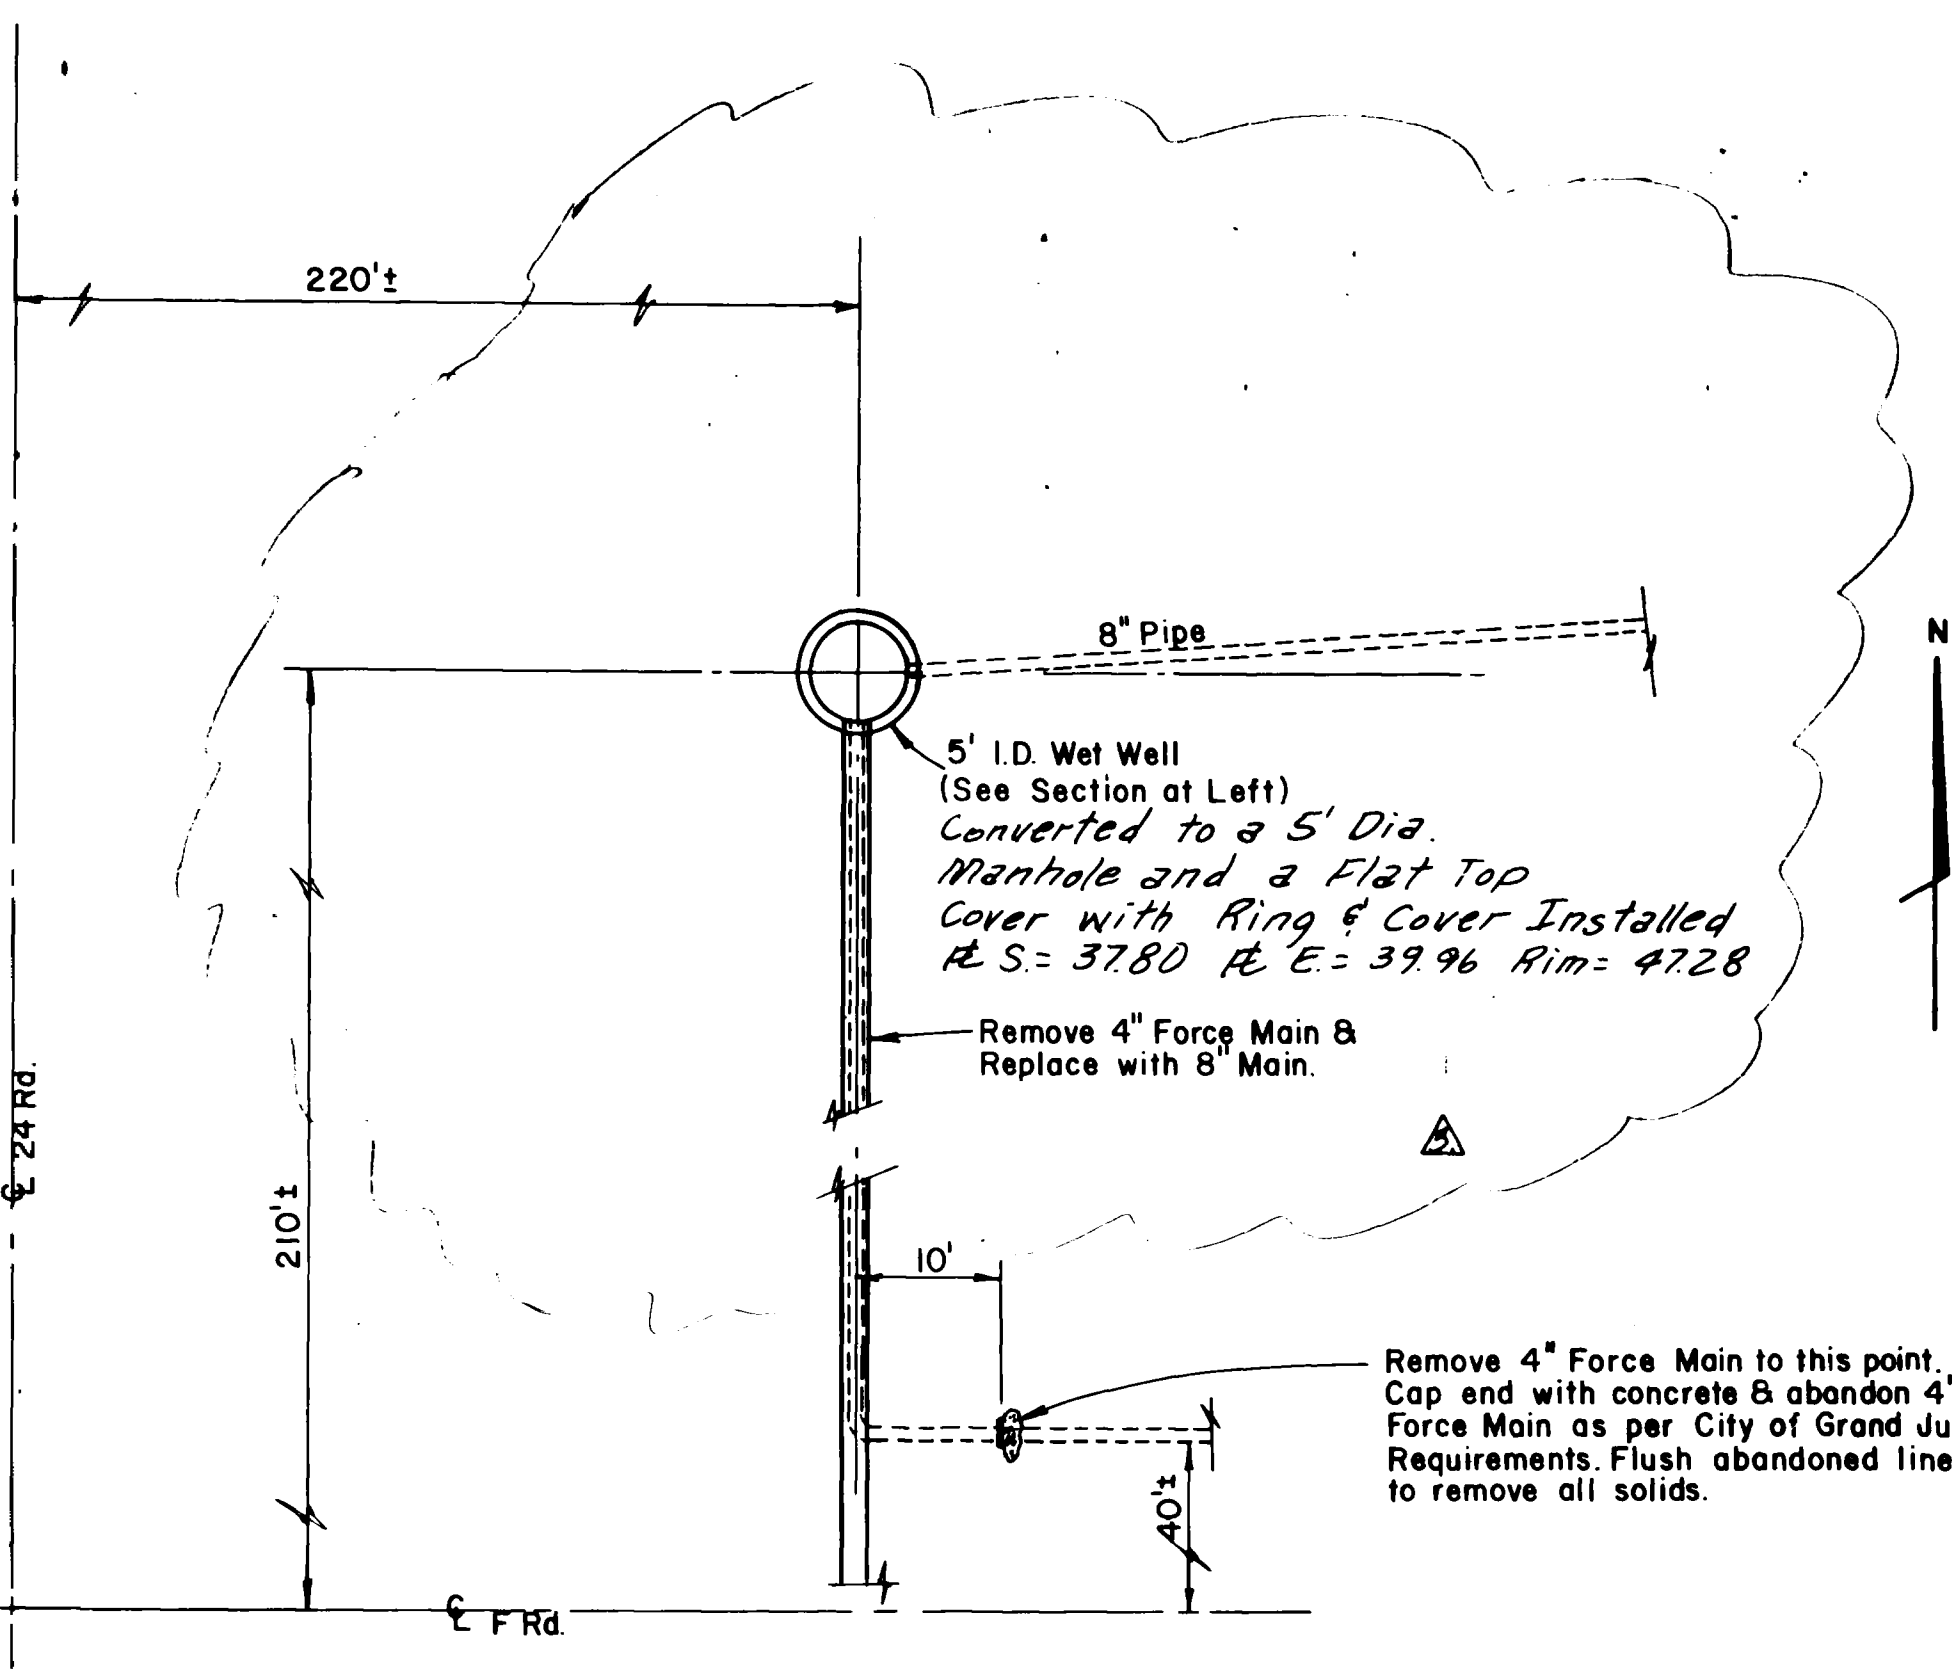 220'±
8" Pipe
N
5' I.D. Wet Well
(See Section at Left)
Converted to a 5' Dia.
Manhole and a Flat Top
Cover with Ring & Cover Installed
S.= 37.80 E.= 39.96 Rim= 47.28
Remove 4" Force Main &
Replace with 8" Main.
℄ 24 Rd.
210'±
10'
Remove 4" Force Main to this point.
Cap end with concrete & abandon 4'
Force Main as per City of Grand Ju
Requirements. Flush abandoned line
to remove all solids.
40'±
℄ F Rd.